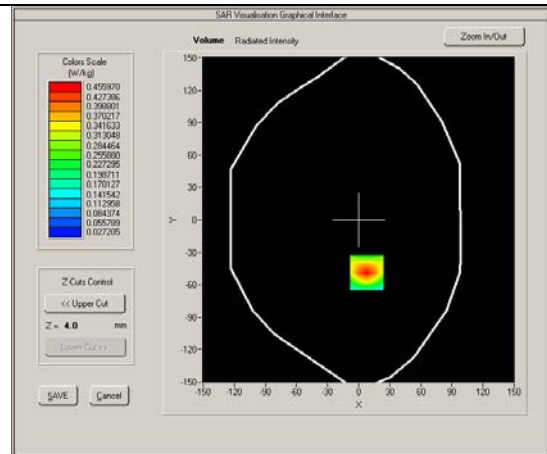 SAR Visualisation Graphical Interface
Volume Radiated Intensity
Zoom In/Out
Colors Scale
(W/kg)
0.455970
0.427386
0.398801
0.370217
0.341633
0.313048
0.284464
0.255880
0.227295
0.198711
0.170127
0.141542
0.112958
0.084374
0.055789
0.027205
Z Cuts Control
<< Upper Cut
Z = 4.0 mm
Lower Cut >>
SAVE
Cancel
150
120
90
60
30
0
-30
-60
-90
-120
-150
Y
-150 -120 -90 -60 -30 0 30 60 90 120 150
X